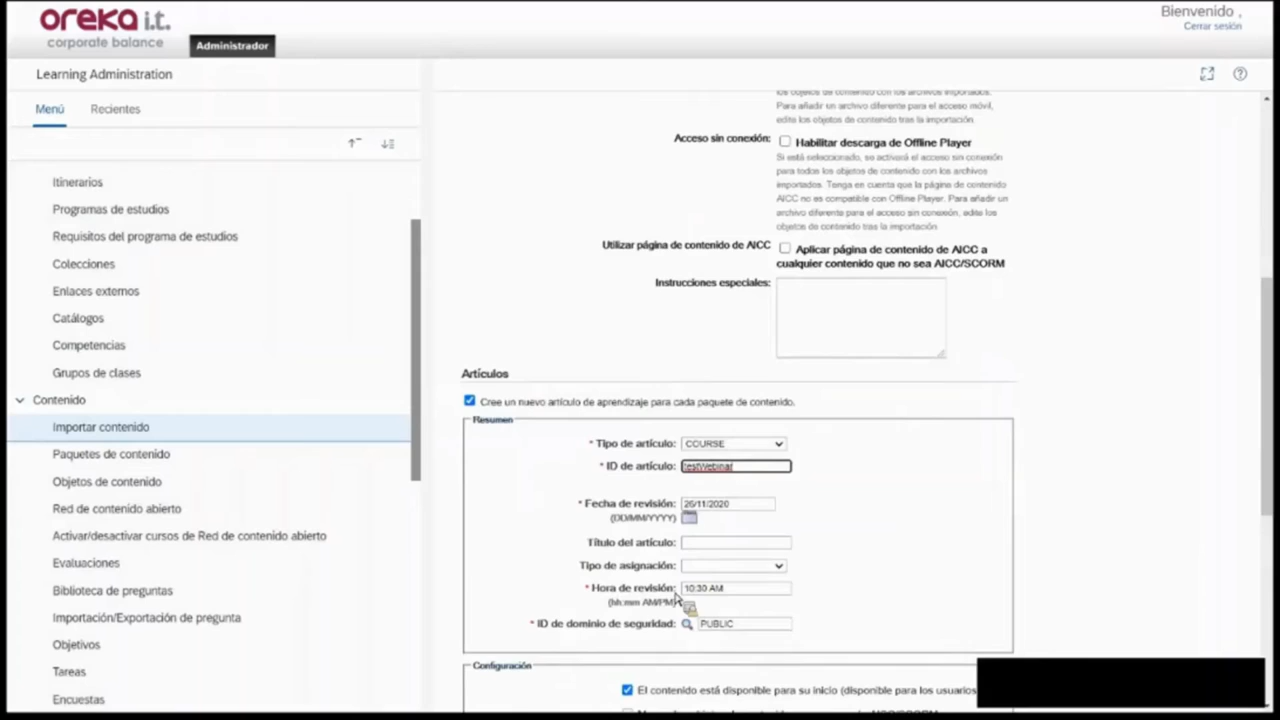 oreka i.t.
corporate balance
Administrador
Bienvenido ,
Cerrar sesión
Learning Administration
Menú
Recientes
Itinerarios
Programas de estudios
Requisitos del programa de estudios
Colecciones
Enlaces externos
Catálogos
Competencias
Grupos de clases
Contenido
Importar contenido
Paquetes de contenido
Objetos de contenido
Red de contenido abierto
Activar/desactivar cursos de Red de contenido abierto
Evaluaciones
Biblioteca de preguntas
Importación/Exportación de pregunta
Objetivos
Tareas
Encuestas
los objetos de contenido con los archivos importados.
Para añadir un archivo diferente para el acceso móvil,
edite los objetos de contenido tras la importación.
Acceso sin conexión:
Habilitar descarga de Offline Player
Si está seleccionado, se activará el acceso sin conexión
para todos los objetos de contenido con los archivos
importados. Tenga en cuenta que la página de contenido
AICC no es compatible con Offline Player. Para añadir un
archivo diferente para el acceso sin conexión, edite los
objetos de contenido tras la importación.
Utilizar página de contenido de AICC
Aplicar página de contenido de AICC a
cualquier contenido que no sea AICC/SCORM
Instrucciones especiales:
Artículos
Cree un nuevo artículo de aprendizaje para cada paquete de contenido.
Resumen
* Tipo de artículo: COURSE
* ID de artículo: testWebinar
* Fecha de revisión: 26/11/2020
(DD/MM/YYYY)
Título del artículo:
Tipo de asignación:
* Hora de revisión: 10:30 AM
(hh:mm AM/PM)
* ID de dominio de seguridad: PUBLIC
Configuración
El contenido está disponible para su inicio (disponible para los usuarios